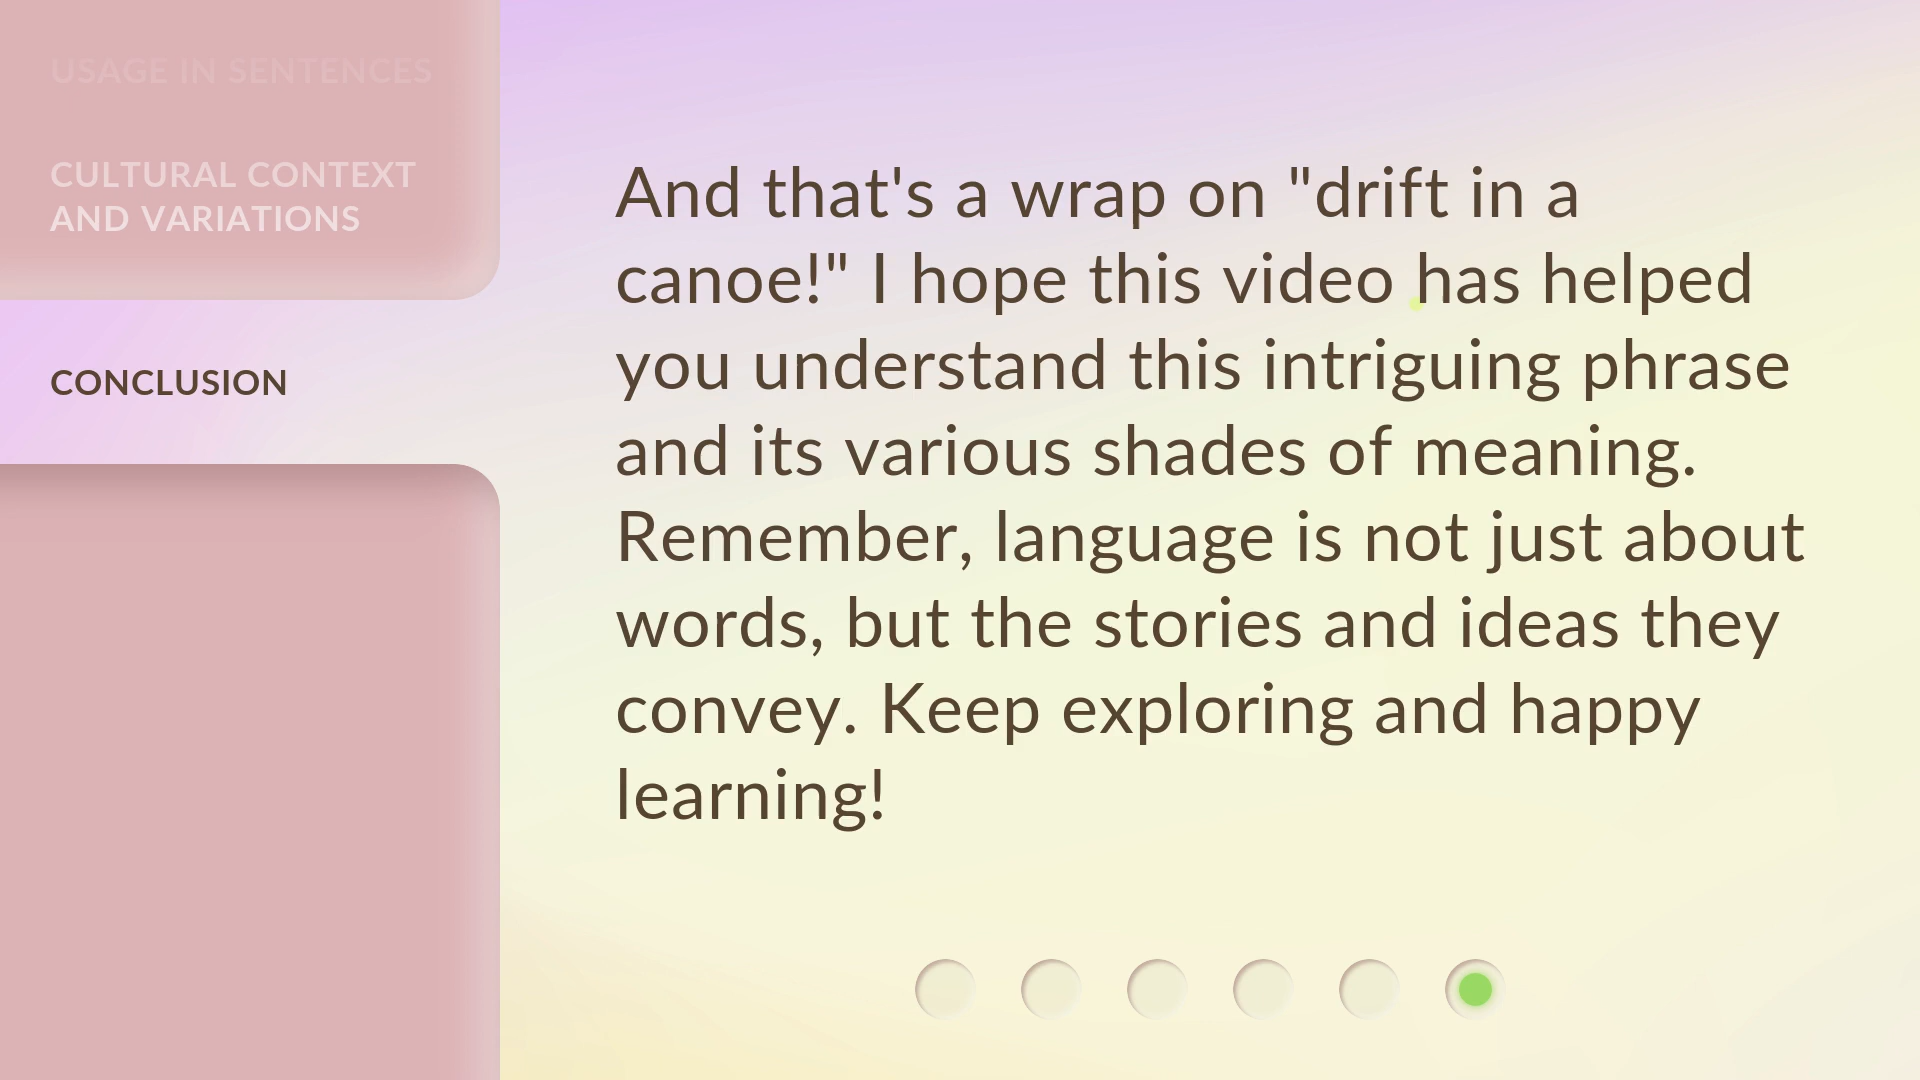 USAGE IN SENTENCES
CULTURAL CONTEXT
AND VARIATIONS
CONCLUSION
And that's a wrap on "drift in a
canoe!" I hope this video has helped
you understand this intriguing phrase
and its various shades of meaning.
Remember, language is not just about
words, but the stories and ideas they
convey. Keep exploring and happy
learning!